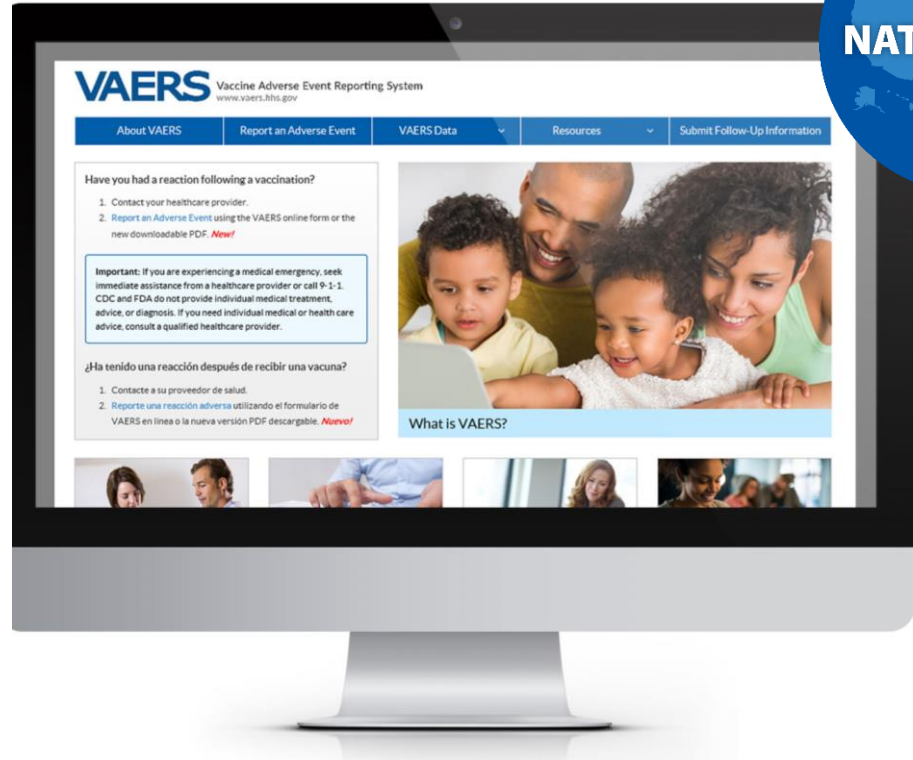 NAT
VAERS Vaccine Adverse Event Reporting System
www.vaers.hhs.gov
About VAERS
Report an Adverse Event
VAERS Data
Resources
Submit Follow-Up Information
Have you had a reaction following a vaccination?
1. Contact your healthcare provider.
2. Report an Adverse Event using the VAERS online form or the
new downloadable PDF. New!
Important: If you are experiencing a medical emergency, seek
immediate assistance from a healthcare provider or call 9-1-1.
CDC and FDA do not provide individual medical treatment,
advice, or diagnosis. If you need individual medical or health care
advice, consult a qualified healthcare provider.
¿Ha tenido una reacción después de recibir una vacuna?
1. Contacte a su proveedor de salud.
2. Reporte una reacción adversa utilizando el formulario de
VAERS en línea o la nueva versión PDF descargable. Nuevo!
What is VAERS?